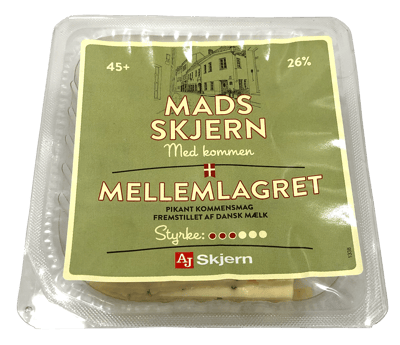 45+ 26%
MADS
SKJERN
Med kommen
MELLEMLAGRET
PIKANT KOMMENSMAG
FREMSTILLET AF DANSK MÆLK
Styrke:
AJ Skjern